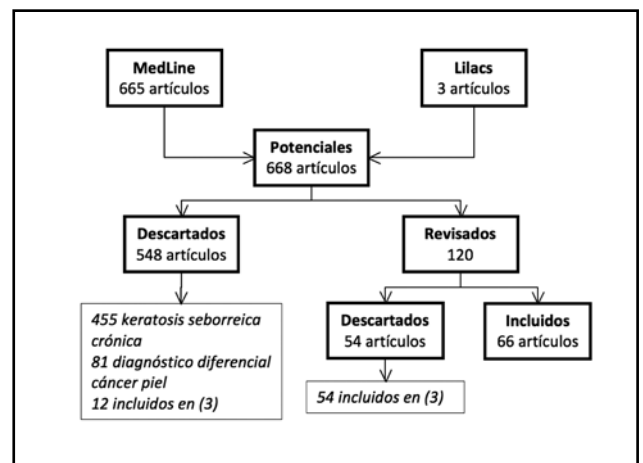 MedLine
665 artículos
Lilacs
3 artículos
Potenciales
668 artículos
Descartados
548 artículos
Revisados
120
455 keratosis seborreica
crónica
81 diagnóstico diferencial
cáncer piel
12 incluidos en (3)
Descartados
54 artículos
Incluidos
66 artículos
54 incluidos en (3)